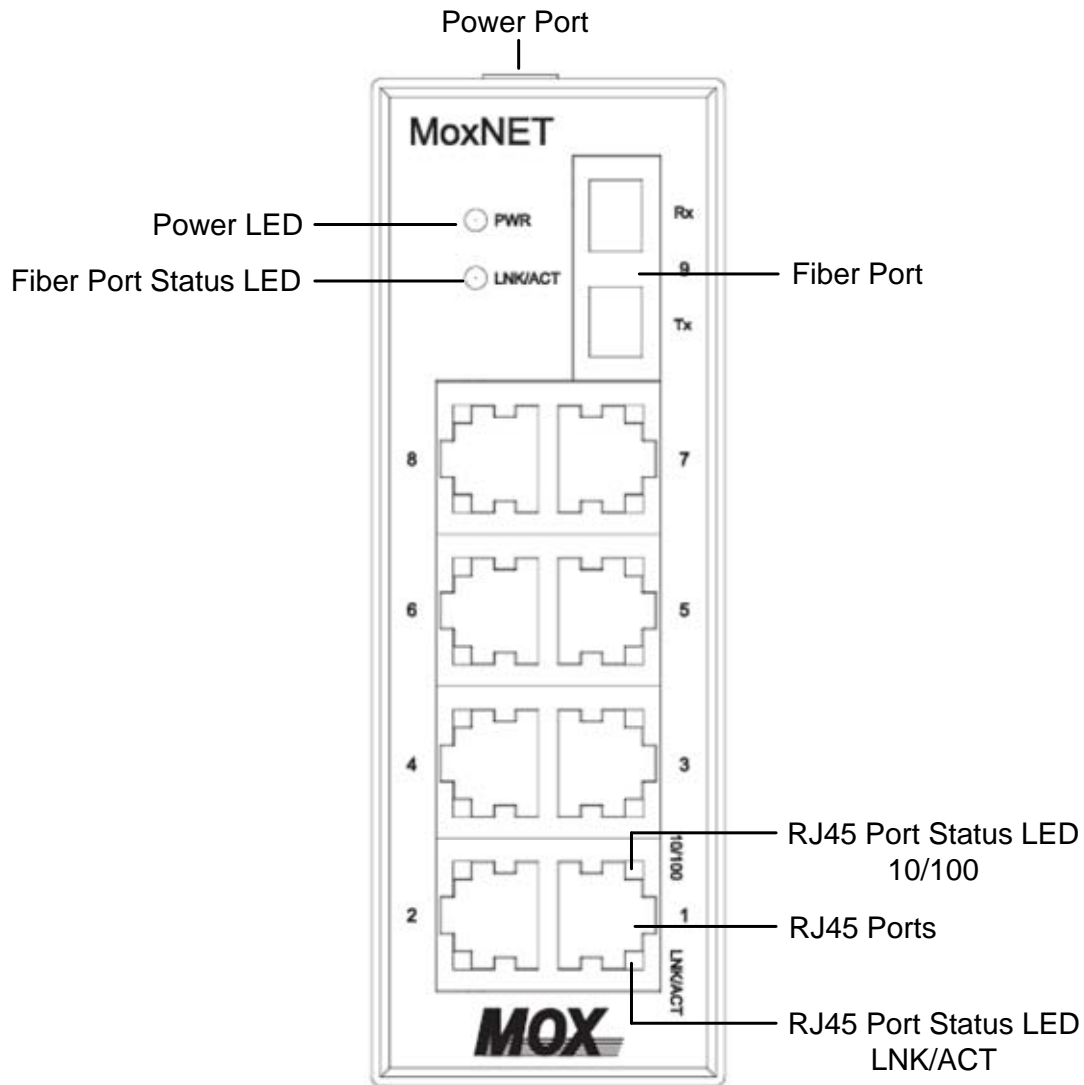 Power Port
MoxNET
Power LED
PWR
Rx
Fiber Port Status LED
LNK/ACT
9
Fiber Port
Tx
8
7
6
5
4
3
10/100
RJ45 Port Status LED
10/100
2
1
RJ45 Ports
LNK/ACT
MOX
RJ45 Port Status LED
LNK/ACT